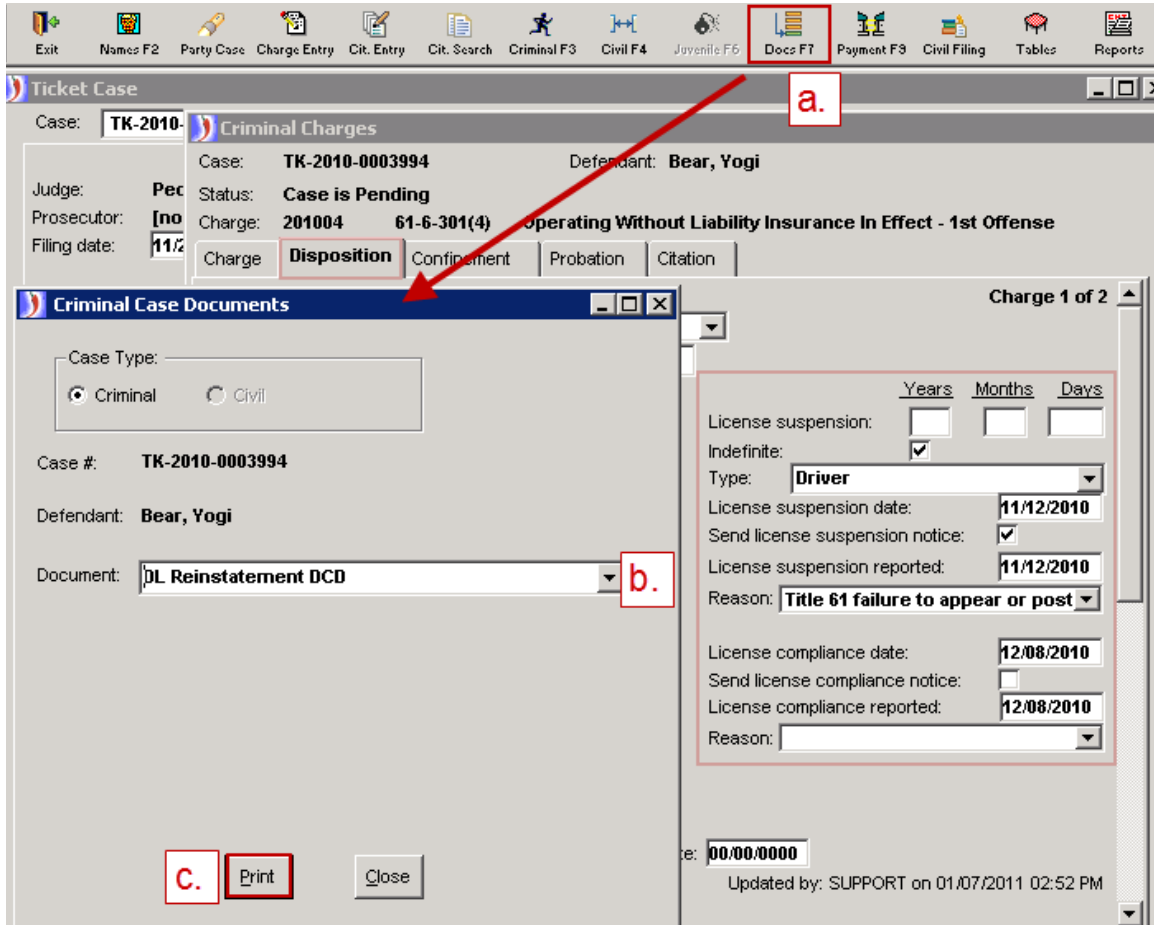 Exit Names F2 Party Case Charge Entry Cit. Entry Cit. Search Criminal F3 Civil F4 Juvenile F6 Docs F7 Payment F9 Civil Filing Tables Reports
a.
Ticket Case
Case: TK-2010-
Judge: Pec
Prosecutor: [no
Filing date: 11/2
Criminal Charges
Case: TK-2010-0003994 Defendant: Bear, Yogi
Status: Case is Pending
Charge: 201004 61-6-301(4) Operating Without Liability Insurance In Effect - 1st Offense
Charge Disposition Confinement Probation Citation
Charge 1 of 2
Criminal Case Documents
Case Type:
Criminal Civil
Case #: TK-2010-0003994
Defendant: Bear, Yogi
Document: DL Reinstatement DCD
b.
c.
Print Close
Years Months Days
License suspension:
Indefinite:
Type: Driver
License suspension date: 11/12/2010
Send license suspension notice:
License suspension reported: 11/12/2010
Reason: Title 61 failure to appear or post
License compliance date: 12/08/2010
Send license compliance notice:
License compliance reported: 12/08/2010
Reason:
te: 00/00/0000
Updated by: SUPPORT on 01/07/2011 02:52 PM